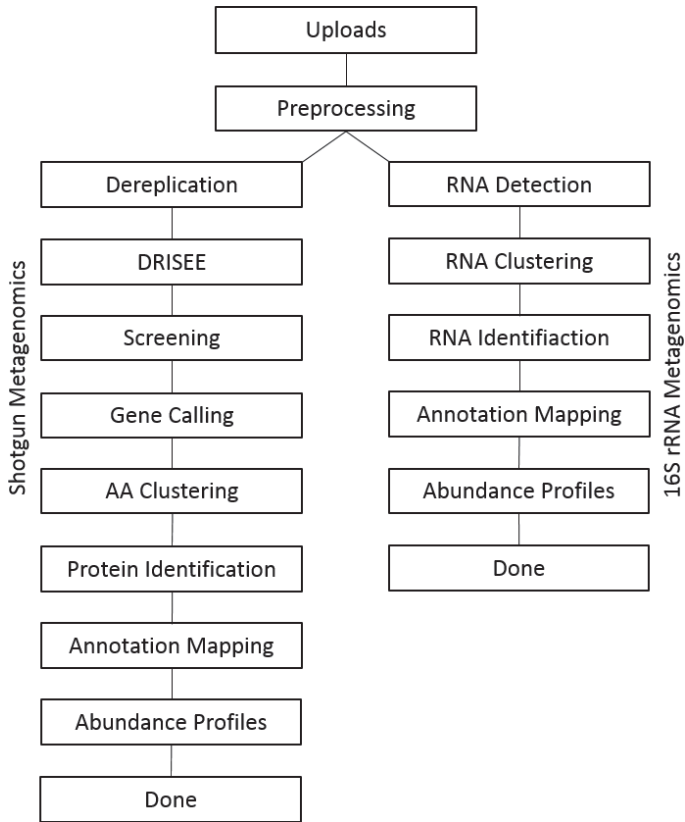 Uploads
Preprocessing
Shotgun Metagenomics
Dereplication
DRISEE
Screening
Gene Calling
AA Clustering
Protein Identification
Annotation Mapping
Abundance Profiles
Done
RNA Detection
RNA Clustering
RNA Identifiaction
Annotation Mapping
Abundance Profiles
Done
16S rRNA Metagenomics